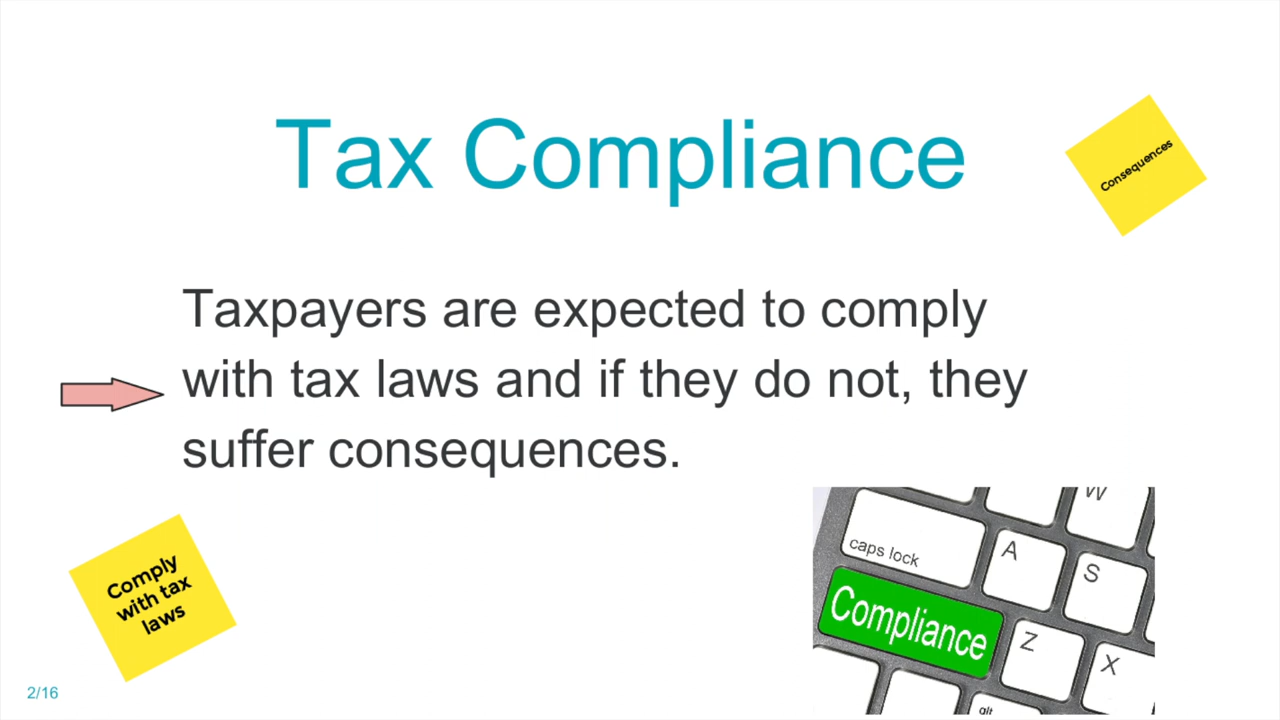 Tax Compliance
Consequences
Taxpayers are expected to comply
with tax laws and if they do not, they
suffer consequences.
Comply
with tax
laws
W
caps lock
A
S
Compliance
Z
X
2/16